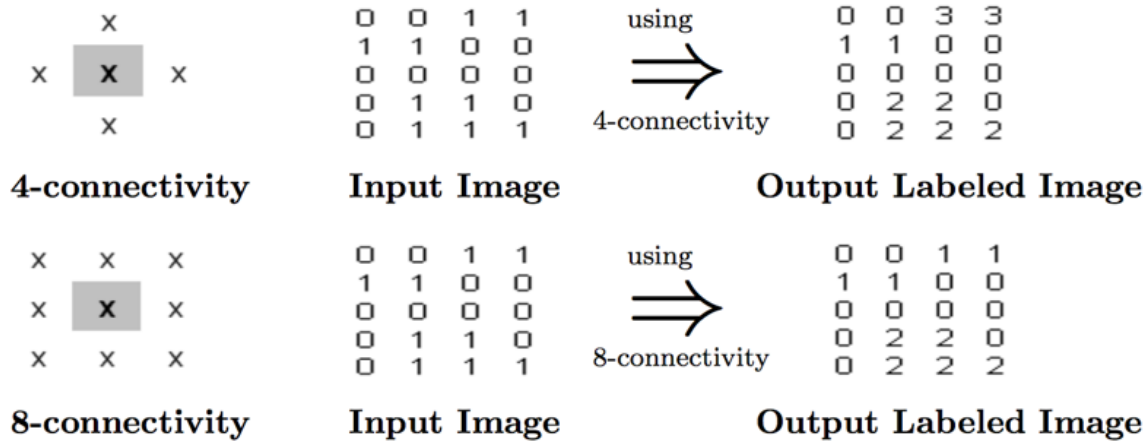 x
x x x
x
4-connectivity
0 0 1 1
1 1 0 0
0 0 0 0
0 1 1 0
0 1 1 1
Input Image
using
4-connectivity
0 0 3 3
1 1 0 0
0 0 0 0
0 2 2 0
0 2 2 2
Output Labeled Image
x x x
x x x
x x x
8-connectivity
0 0 1 1
1 1 0 0
0 0 0 0
0 1 1 0
0 1 1 1
Input Image
using
8-connectivity
0 0 1 1
1 1 0 0
0 0 0 0
0 2 2 0
0 2 2 2
Output Labeled Image